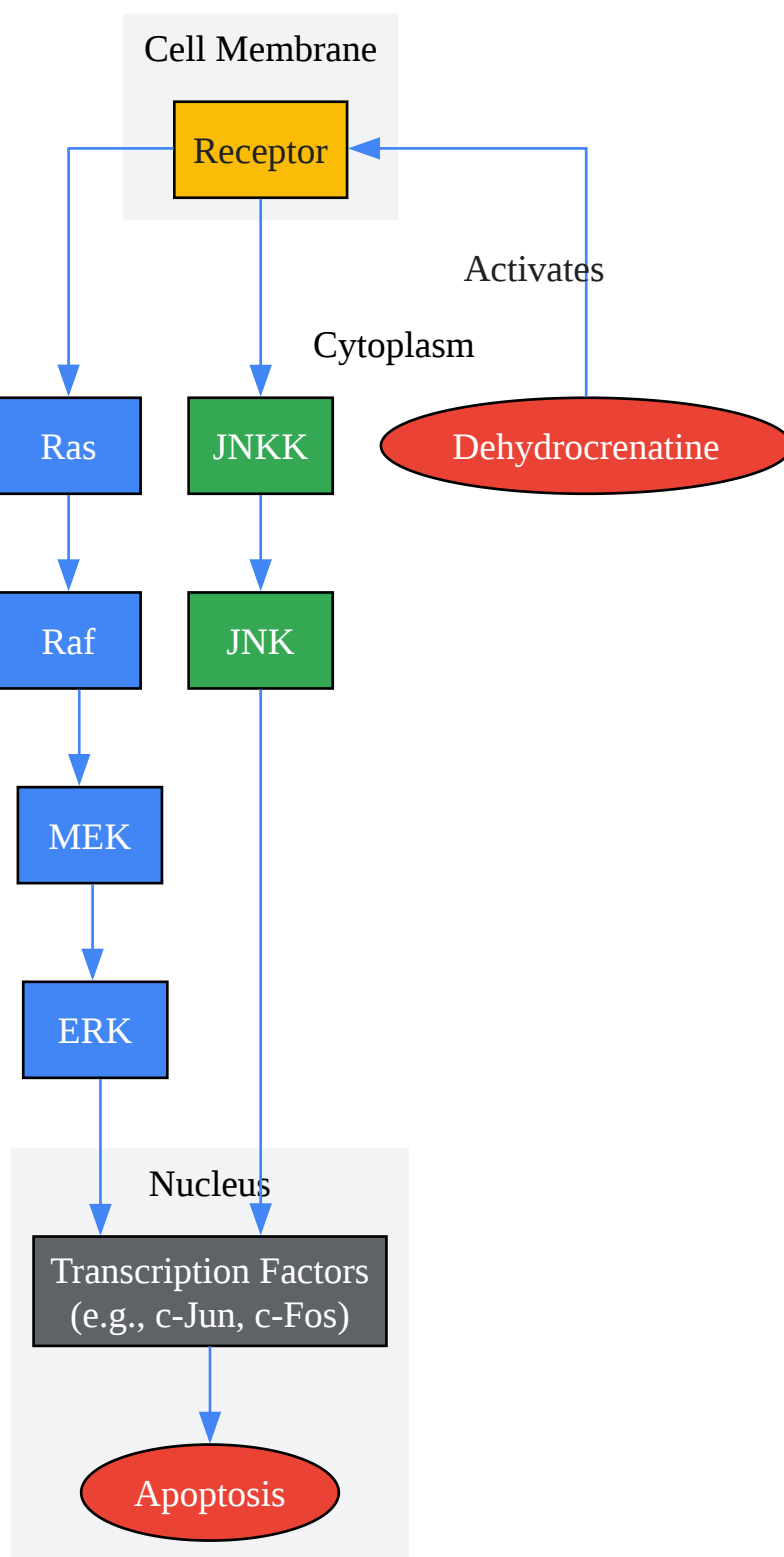 Cell Membrane
Receptor
Activates
Cytoplasm
Ras
JNKK
Dehydrocrenatine
Raf
JNK
MEK
ERK
Nucleus
Transcription Factors
(e.g., c-Jun, c-Fos)
Apoptosis